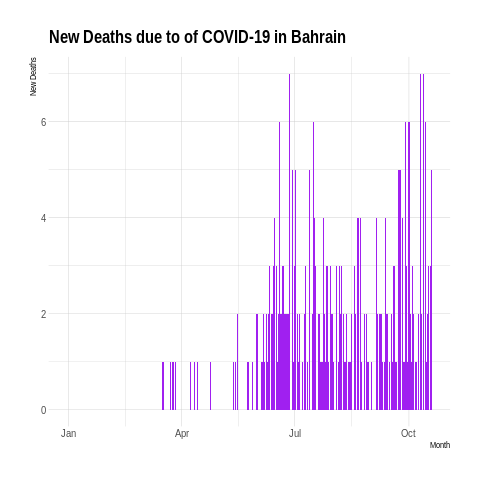 New Deaths due to of COVID-19 in Bahrain
New Deaths
6
4
2
0
Jan Apr Jul Oct
Month